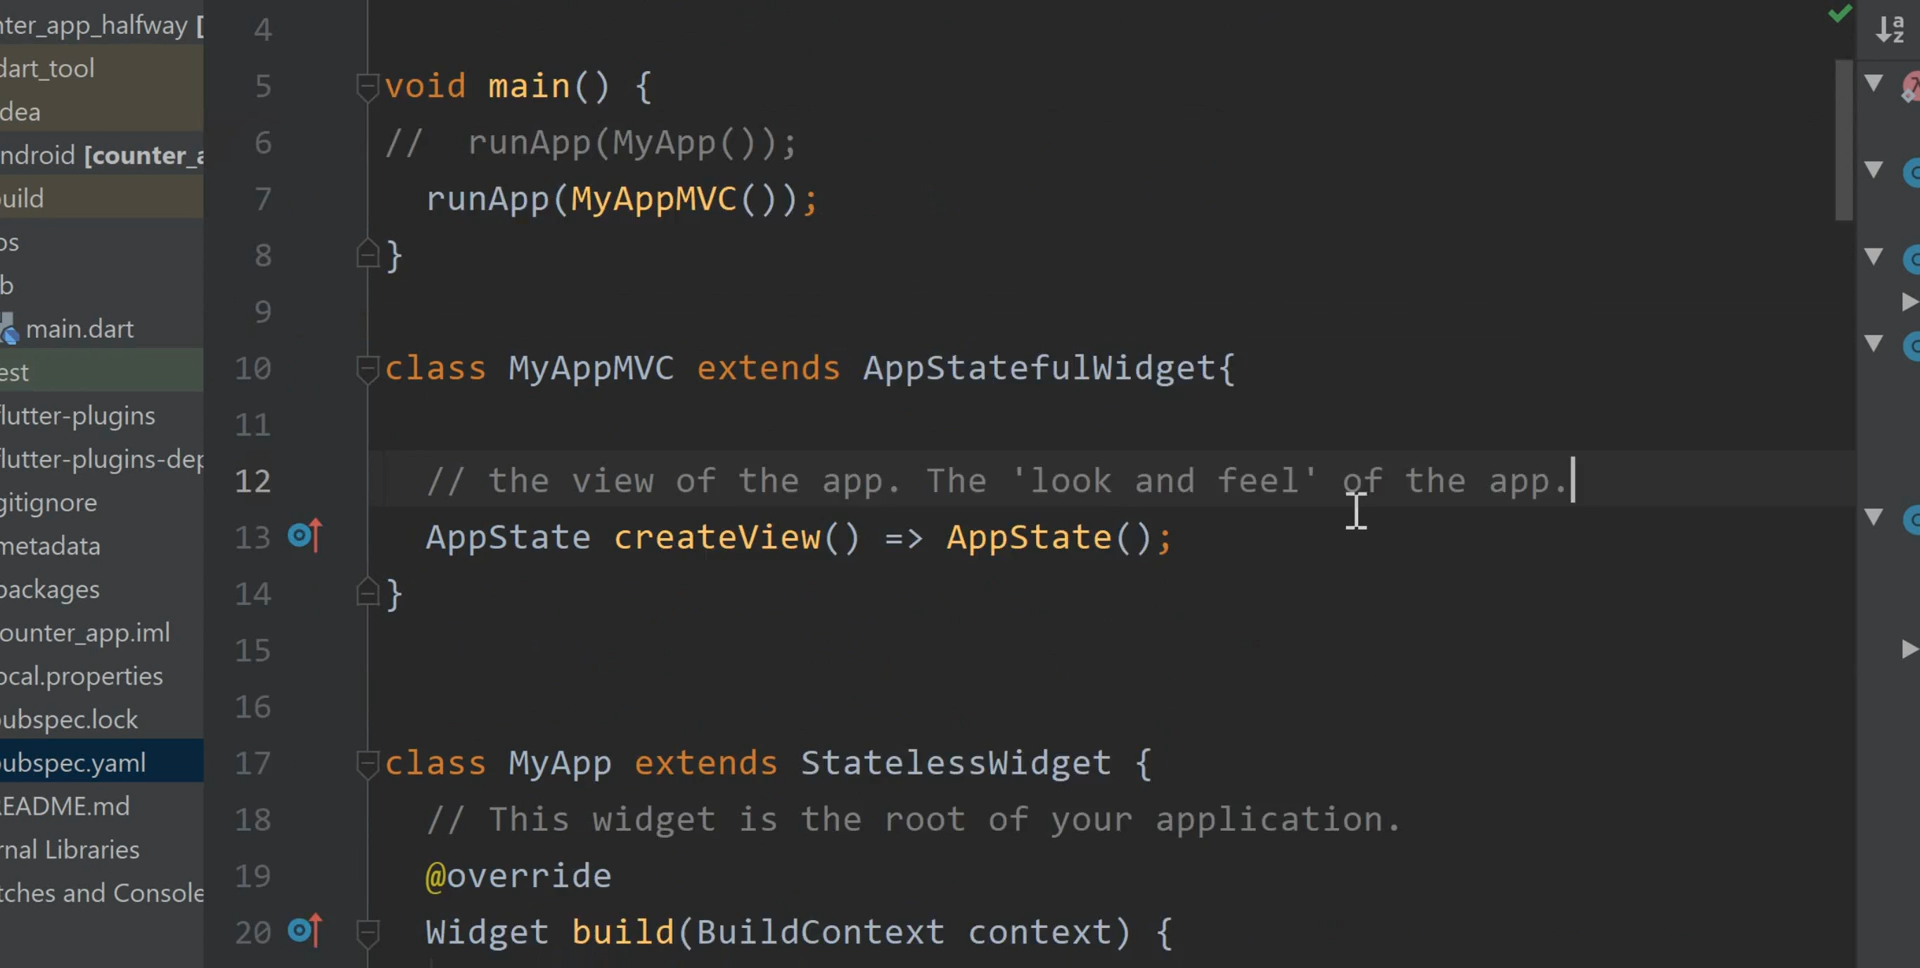 nter_app_halfway [
dart_tool
dea
ndroid [counter_a
uild
os
b
main.dart
est
lutter-plugins
lutter-plugins-dep
gitignore
metadata
packages
ounter_app.iml
ocal.properties
pubspec.lock
pubspec.yaml
README.md
rnal Libraries
tches and Console
4
5 void main() {
6 //  runApp(MyApp());
7 runApp(MyAppMVC());
8 }
9
10 class MyAppMVC extends AppStatefulWidget{
11
12 // the view of the app. The 'look and feel' of the app.
13 AppState createView() => AppState();
14 }
15
16
17 class MyApp extends StatelessWidget {
18 // This widget is the root of your application.
19 @override
20 Widget build(BuildContext context) {